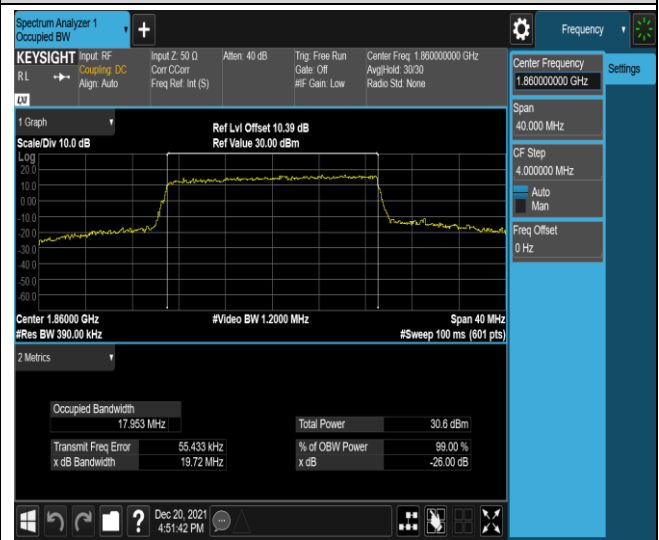 Spectrum Analyzer 1
Occupied BW
Frequency
KEYSIGHT Input: RF Input Z: 50 Ω Atten: 40 dB Trig: Free Run Center Freq: 1.860000000 GHz
RL Coupling: DC Corr CCorr Gate: Off Avg|Hold: 30/30
Align: Auto Freq Ref: Int (S) #IF Gain: Low Radio Std: None
LXI
Center Frequency
1.860000000 GHz
Settings
Span
40.000 MHz
CF Step
4.000000 MHz
Auto
Man
Freq Offset
0 Hz
1 Graph
Ref Lvl Offset 10.39 dB
Scale/Div 10.0 dB Ref Value 30.00 dBm
Log
20.0
10.0
0.00
-10.0
-20.0
-30.0
-40.0
-50.0
-60.0
Center 1.86000 GHz #Video BW 1.2000 MHz Span 40 MHz
#Res BW 390.00 kHz #Sweep 100 ms (601 pts)
2 Metrics
Occupied Bandwidth
17.953 MHz Total Power 30.6 dBm
Transmit Freq Error 55.433 kHz % of OBW Power 99.00 %
x dB Bandwidth 19.72 MHz x dB -26.00 dB
? Dec 20, 2021
4:51:42 PM